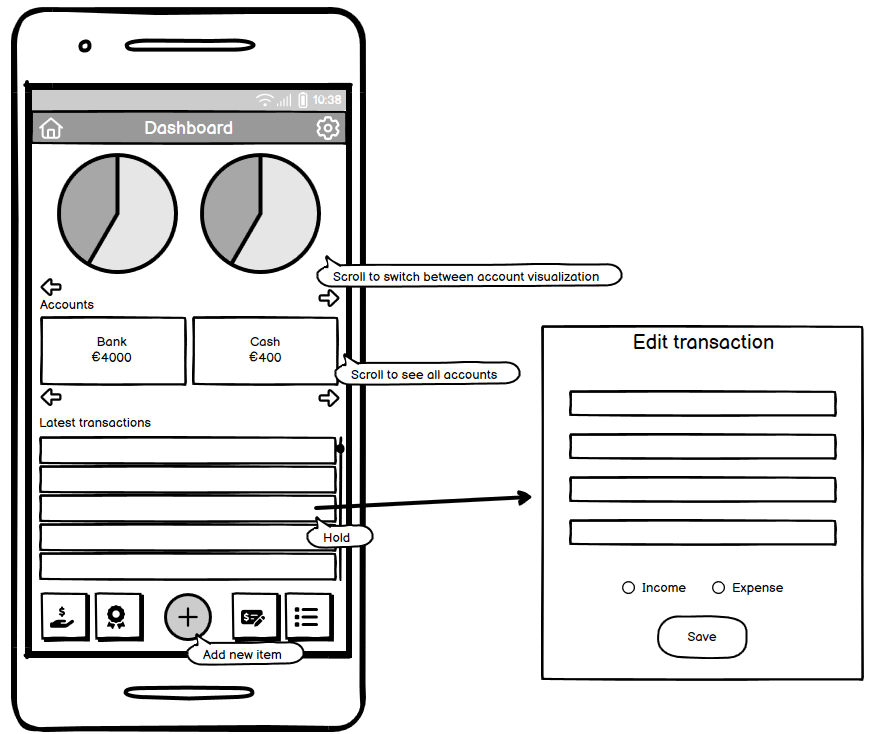 10:38
Dashboard
Scroll to switch between account visualization
Accounts
Bank
€4000
Cash
€400
Scroll to see all accounts
Latest transactions
Hold
$
$
Add new item
Edit transaction
Income
Expense
Save